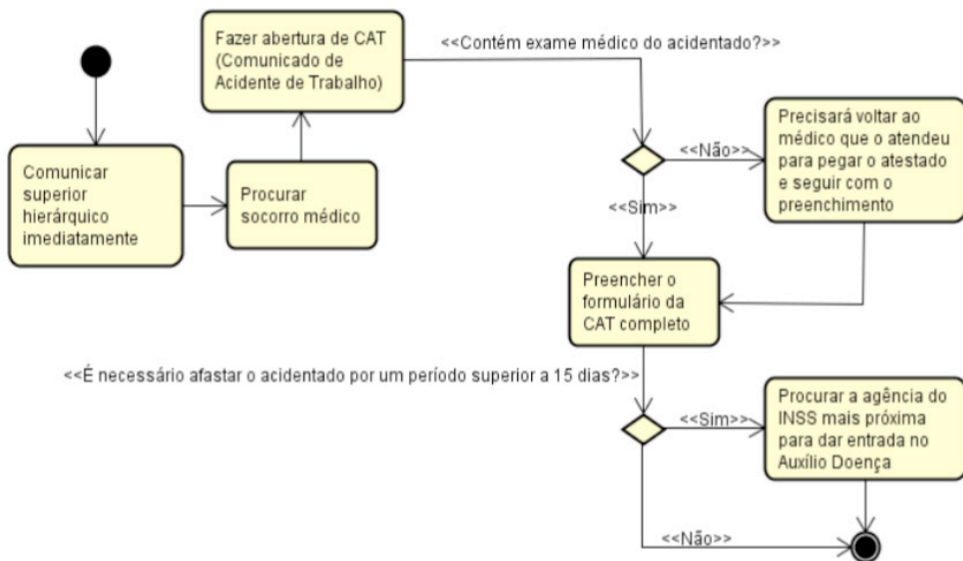 Comunicar
superior
hierárquico
imediatamente
Procurar
socorro médico
Fazer abertura de CAT
(Comunicado de
Acidente de Trabalho)
<<Contém exame médico do acidentado?>>
<<Não>>
Precisará voltar ao
médico que o atendeu
para pegar o atestado
e seguir com o
preenchimento
<<Sim>>
Preencher o
formulário da
CAT completo
<<É necessário afastar o acidentado por um período superior a 15 dias?>>
<<Sim>>
Procurar a agência do
INSS mais próxima
para dar entrada no
Auxílio Doença
<<Não>>